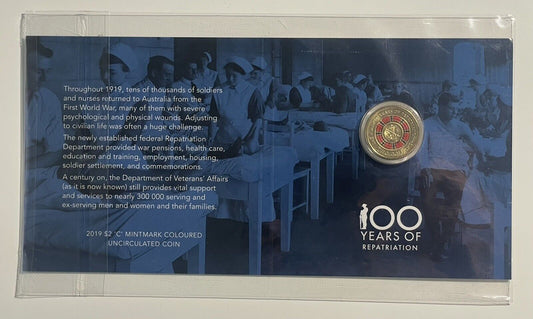 Throughout 1919, tens of thousands of soldiers
and nurses returned to Australia from the
First World War, many of them with severe
psychological and physical wounds. Adjusting
to civilian life was often a huge challenge.
The newly established federal Repatriation
Department provided war pensions, health care,
education and training, employment, housing,
soldier settlement, and commemorations.
A century on, the Department of Veterans' Affairs
(as it is now known) still provides vital support
and services to nearly 300 000 serving and
ex-serving men and women and their families.
2019 $2 'C' MINTMARK COLOURED
UNCIRCULATED COIN
100
YEARS OF
REPATRIATION